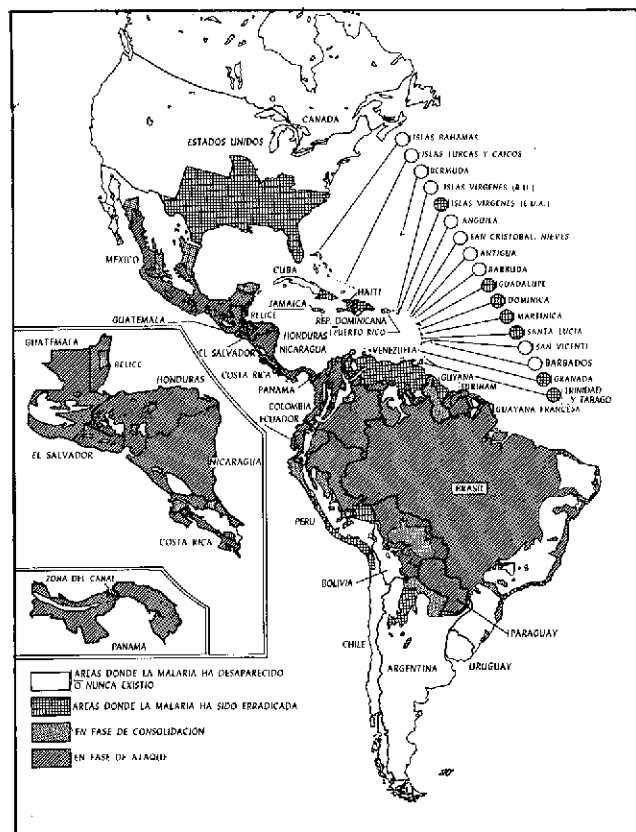 CANADA
ESTADOS UNIDOS
MEXICO
ISLAS BAHAMAS
ISLAS TURCAS Y CAICOS
BERMUDA
ISLAS VIRGENES (R.U.)
ISLAS VIRGENES (E.U.A.)
ANGUILA
SAN CRISTOBAL, NIEVES
ANTIGUA
BARBUDA
GUADALUPE
DOMINICA
MARTINICA
SANTA LUCIA
SAN VICENTE
BARBADOS
GRANADA
TRINIDAD
Y TABAGO
CUBA
HAITI
JAMAICA
REP. DOMINICANA
PUERTO RICO
BELICE
GUATEMALA
HONDURAS
EL SALVADOR
NICARAGUA
COSTA RICA
PANAMA
VENEZUELA
GUYANA
SURINAM
GUAYANA FRANCESA
COLOMBIA
ECUADOR
BRASIL
PERU
BOLIVIA
PARAGUAY
CHILE
ARGENTINA
URUGUAY
GUATEMALA
BELICE
HONDURAS
EL SALVADOR
NICARAGUA
COSTA RICA
ZONA DEL CANAL
PANAMA
AREAS DONDE LA MALARIA HA DESAPARECIDO
O NUNCA EXISTIO
AREAS DONDE LA MALARIA HA SIDO ERRADICADA
EN FASE DE CONSOLIDACIÓN
EN FASE DE ATAQUE